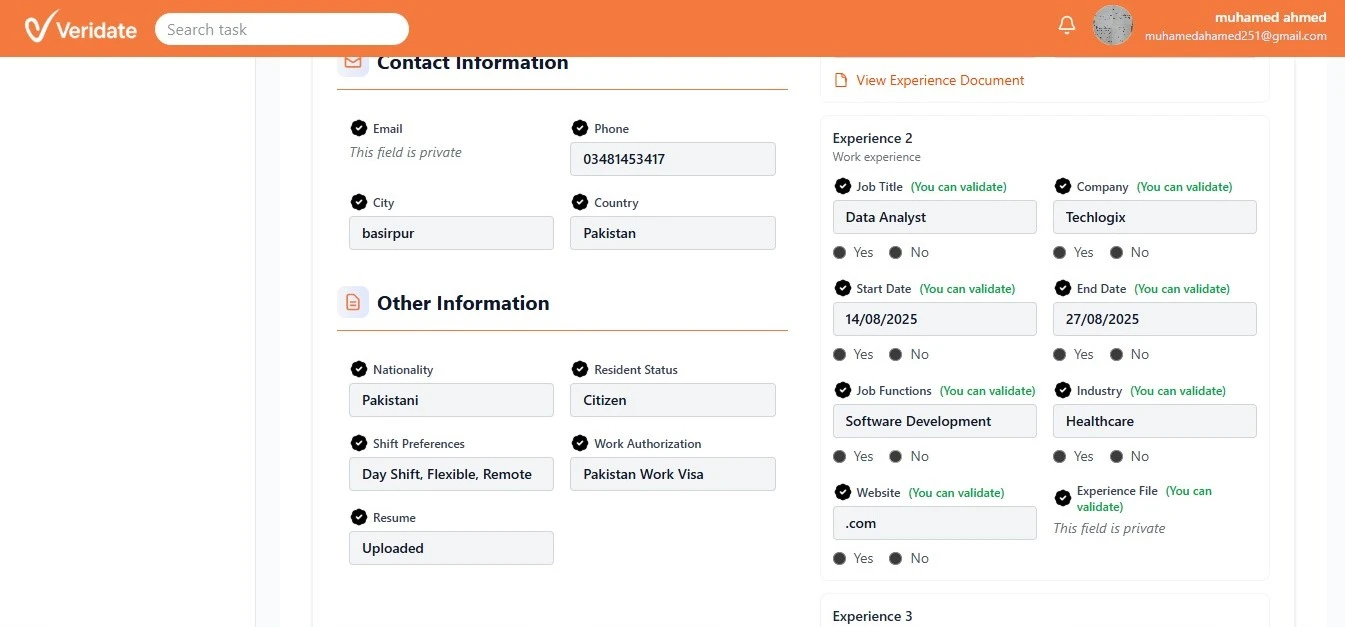 Veridate
Search task
muhamed ahmed
muhamedahamed251@gmail.com
Contact Information
Email
This field is private
Phone
03481453417
City
basirpur
Country
Pakistan
Other Information
Nationality
Pakistani
Resident Status
Citizen
Shift Preferences
Day Shift, Flexible, Remote
Work Authorization
Pakistan Work Visa
Resume
Uploaded
View Experience Document
Experience 2
Work experience
Job Title (You can validate)
Data Analyst
Yes No
Company (You can validate)
Techlogix
Yes No
Start Date (You can validate)
14/08/2025
Yes No
End Date (You can validate)
27/08/2025
Yes No
Job Functions (You can validate)
Software Development
Yes No
Industry (You can validate)
Healthcare
Yes No
Website (You can validate)
.com
Yes No
Experience File (You can
validate)
This field is private
Experience 3